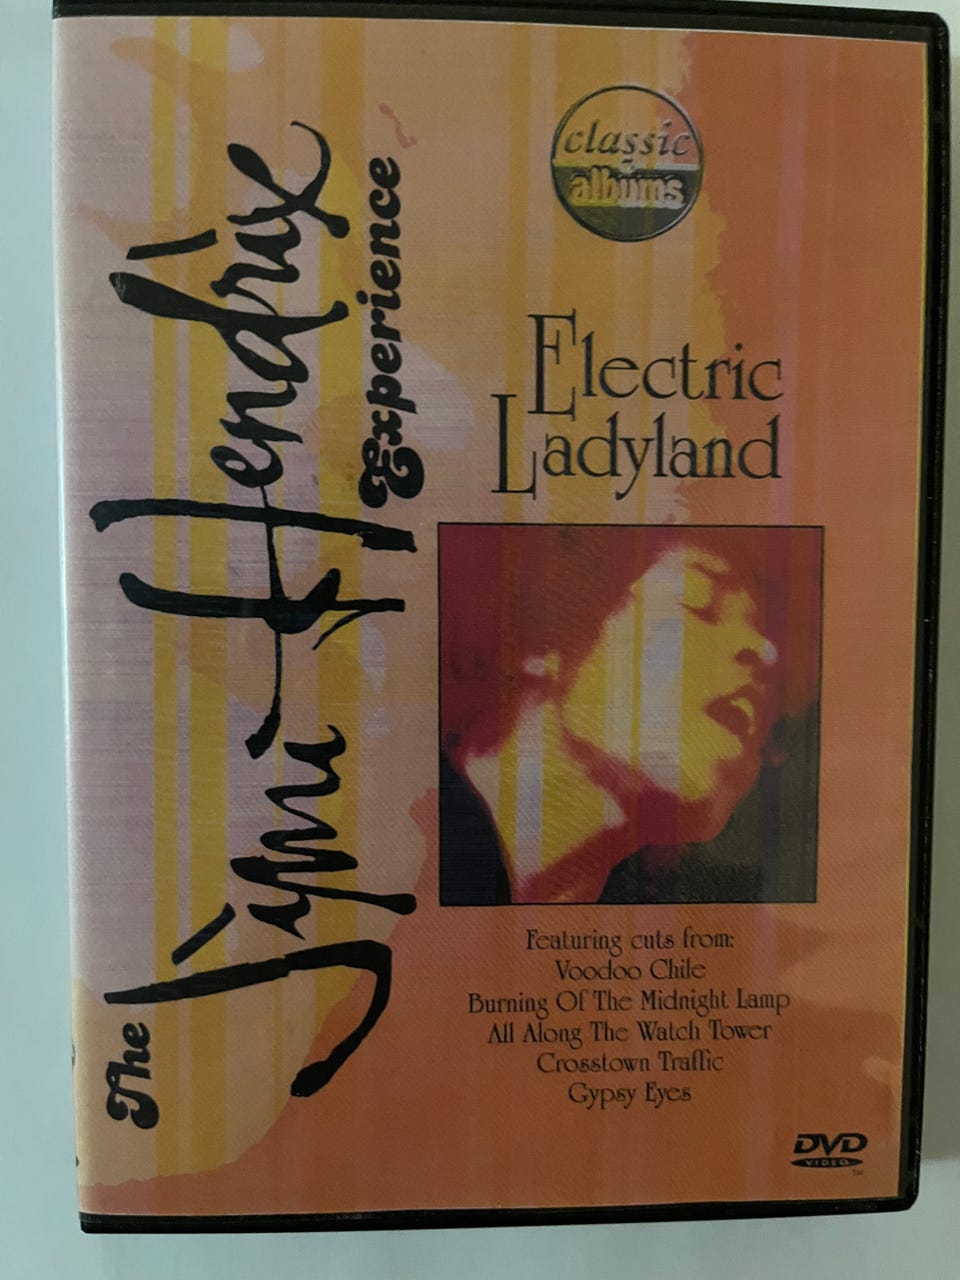 The
Jimi Hendrix
Experience
classic
albums
Electric
Ladyland
Featuring cuts from:
Voodoo Chile
Burning Of The Midnight Lamp
All Along The Watch Tower
Crosstown Traffic
Gypsy Eyes
DVD
VIDEO
TM